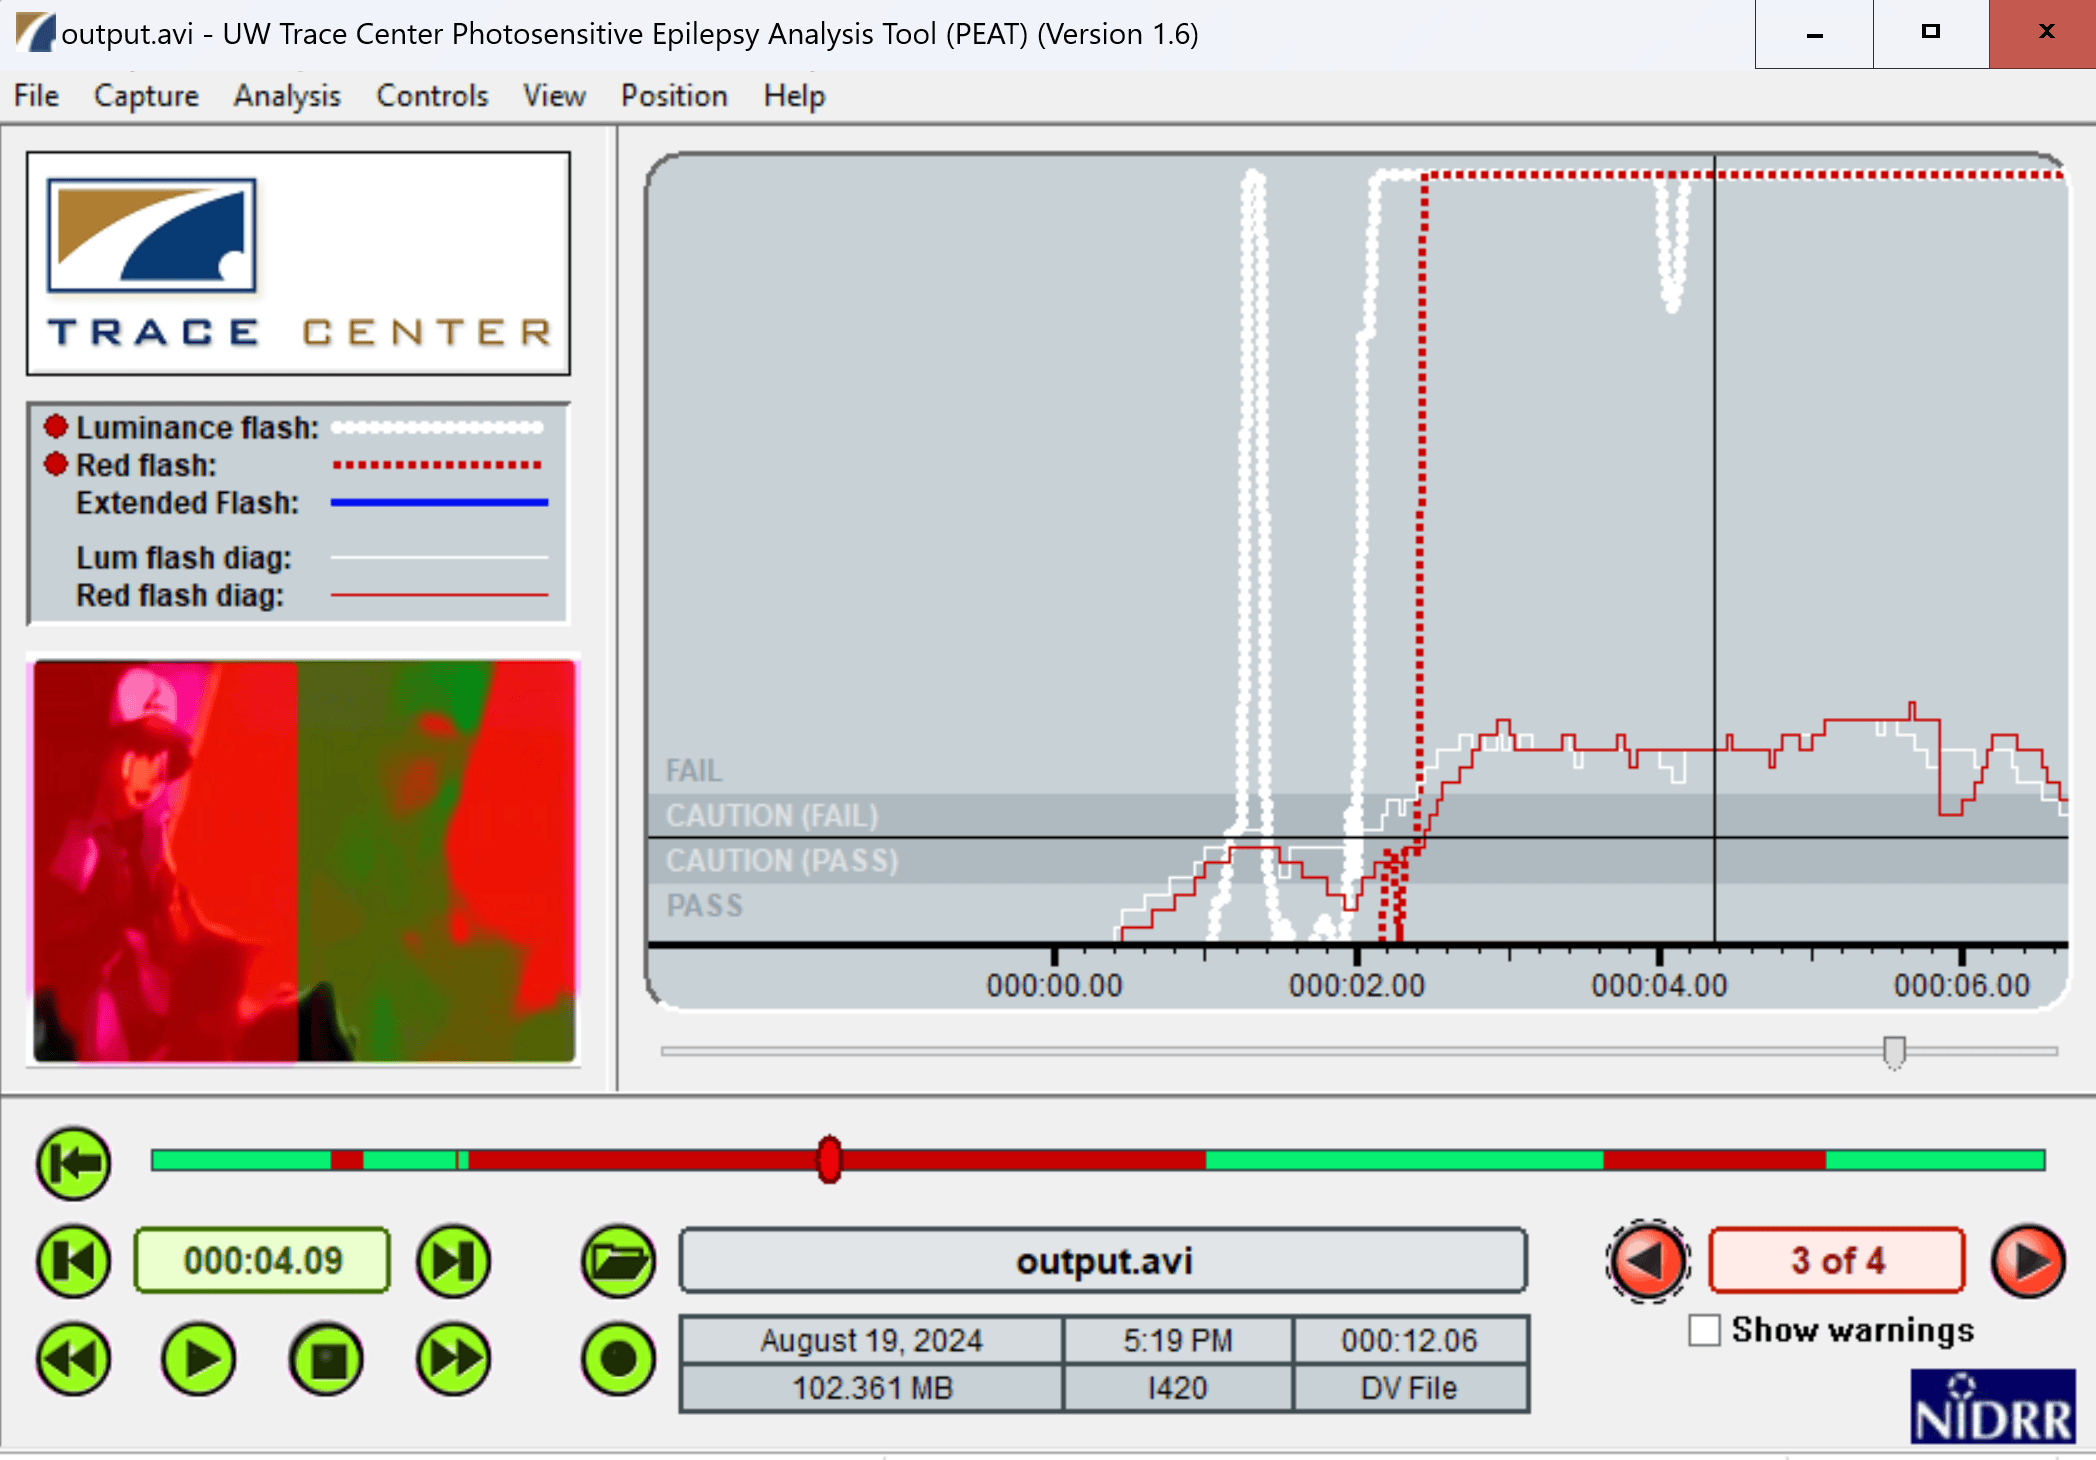 output.avi - UW Trace Center Photosensitive Epilepsy Analysis Tool (PEAT) (Version 1.6)
File Capture Analysis Controls View Position Help
TRACE CENTER
Luminance flash:
Red flash:
Extended Flash:
Lum flash diag:
Red flash diag:
FAIL
CAUTION (FAIL)
CAUTION (PASS)
PASS
000:00.00 000:02.00 000:04.00 000:06.00
000:04.09
output.avi
3 of 4
Show warnings
August 19, 2024 5:19 PM 000:12.06
102.361 MB I420 DV File
NIDRR